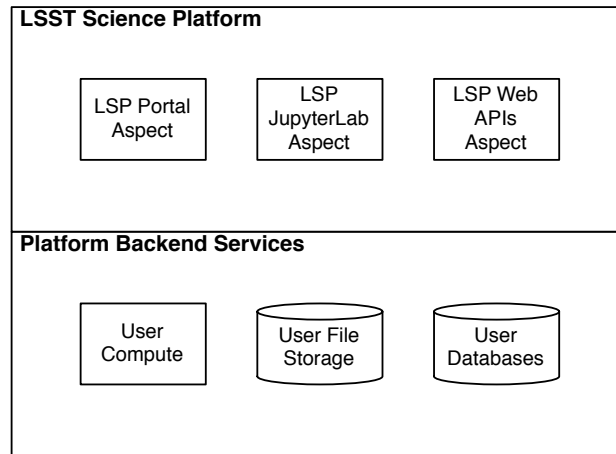 LSST Science Platform
LSP Portal
Aspect
LSP
JupyterLab
Aspect
LSP Web
APIs
Aspect
Platform Backend Services
User
Compute
User File
Storage
User
Databases